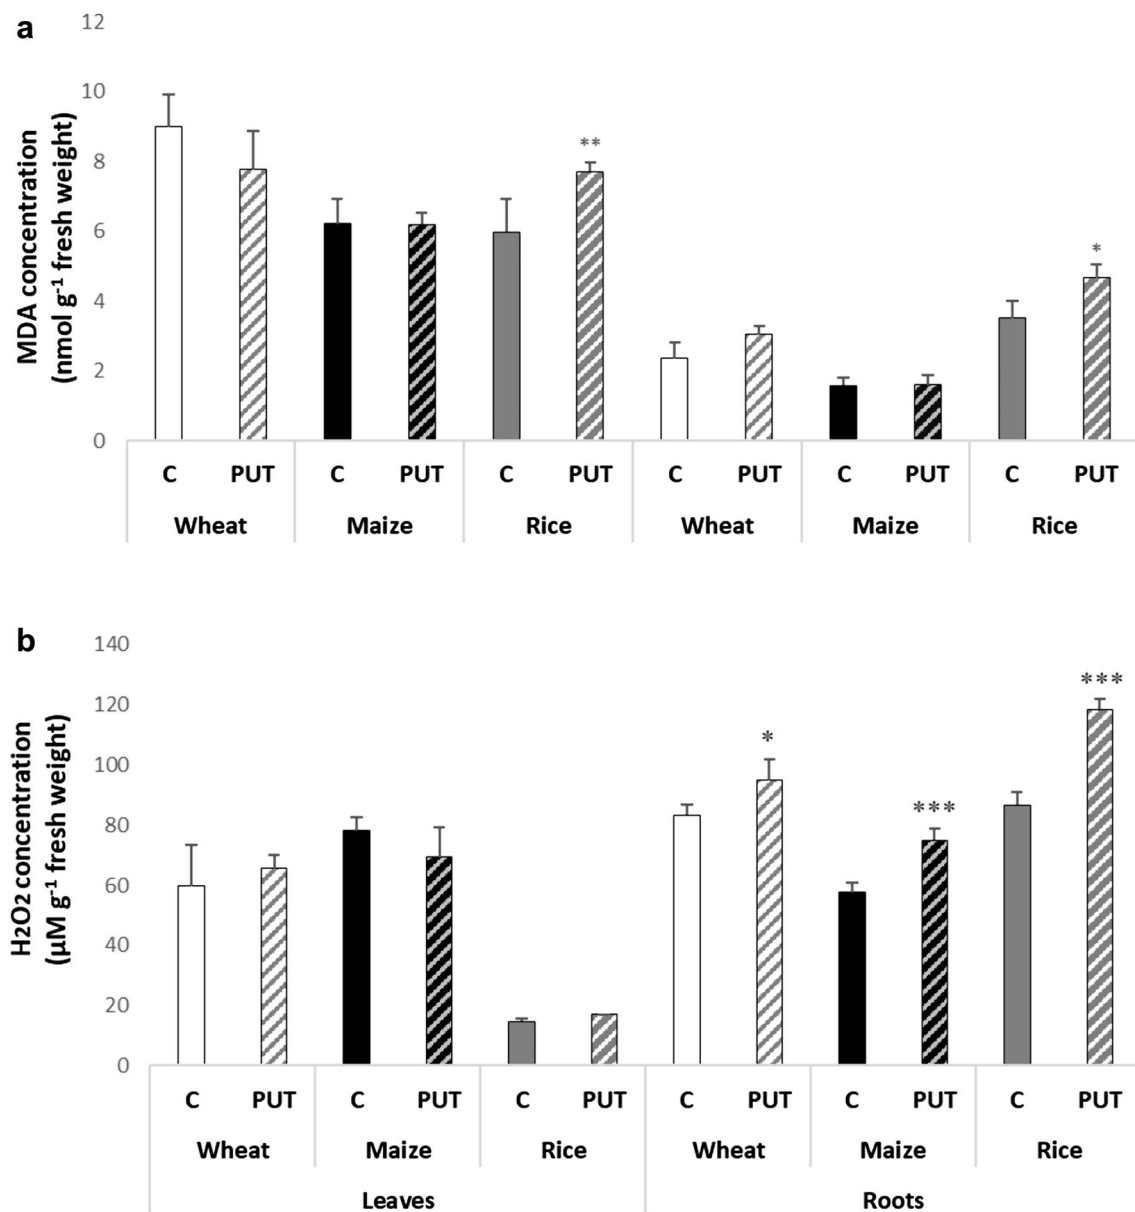 a
MDA concentration
(nmol g⁻¹ fresh weight)
12
10
8
6
4
2
0
**
*
C PUT C PUT C PUT C PUT C PUT C PUT
Wheat Maize Rice Wheat Maize Rice
b
H2O2 concentration
(µM g⁻¹ fresh weight)
140
120
100
80
60
40
20
0
*
***
***
C PUT C PUT C PUT C PUT C PUT C PUT
Wheat Maize Rice Wheat Maize Rice
Leaves Roots